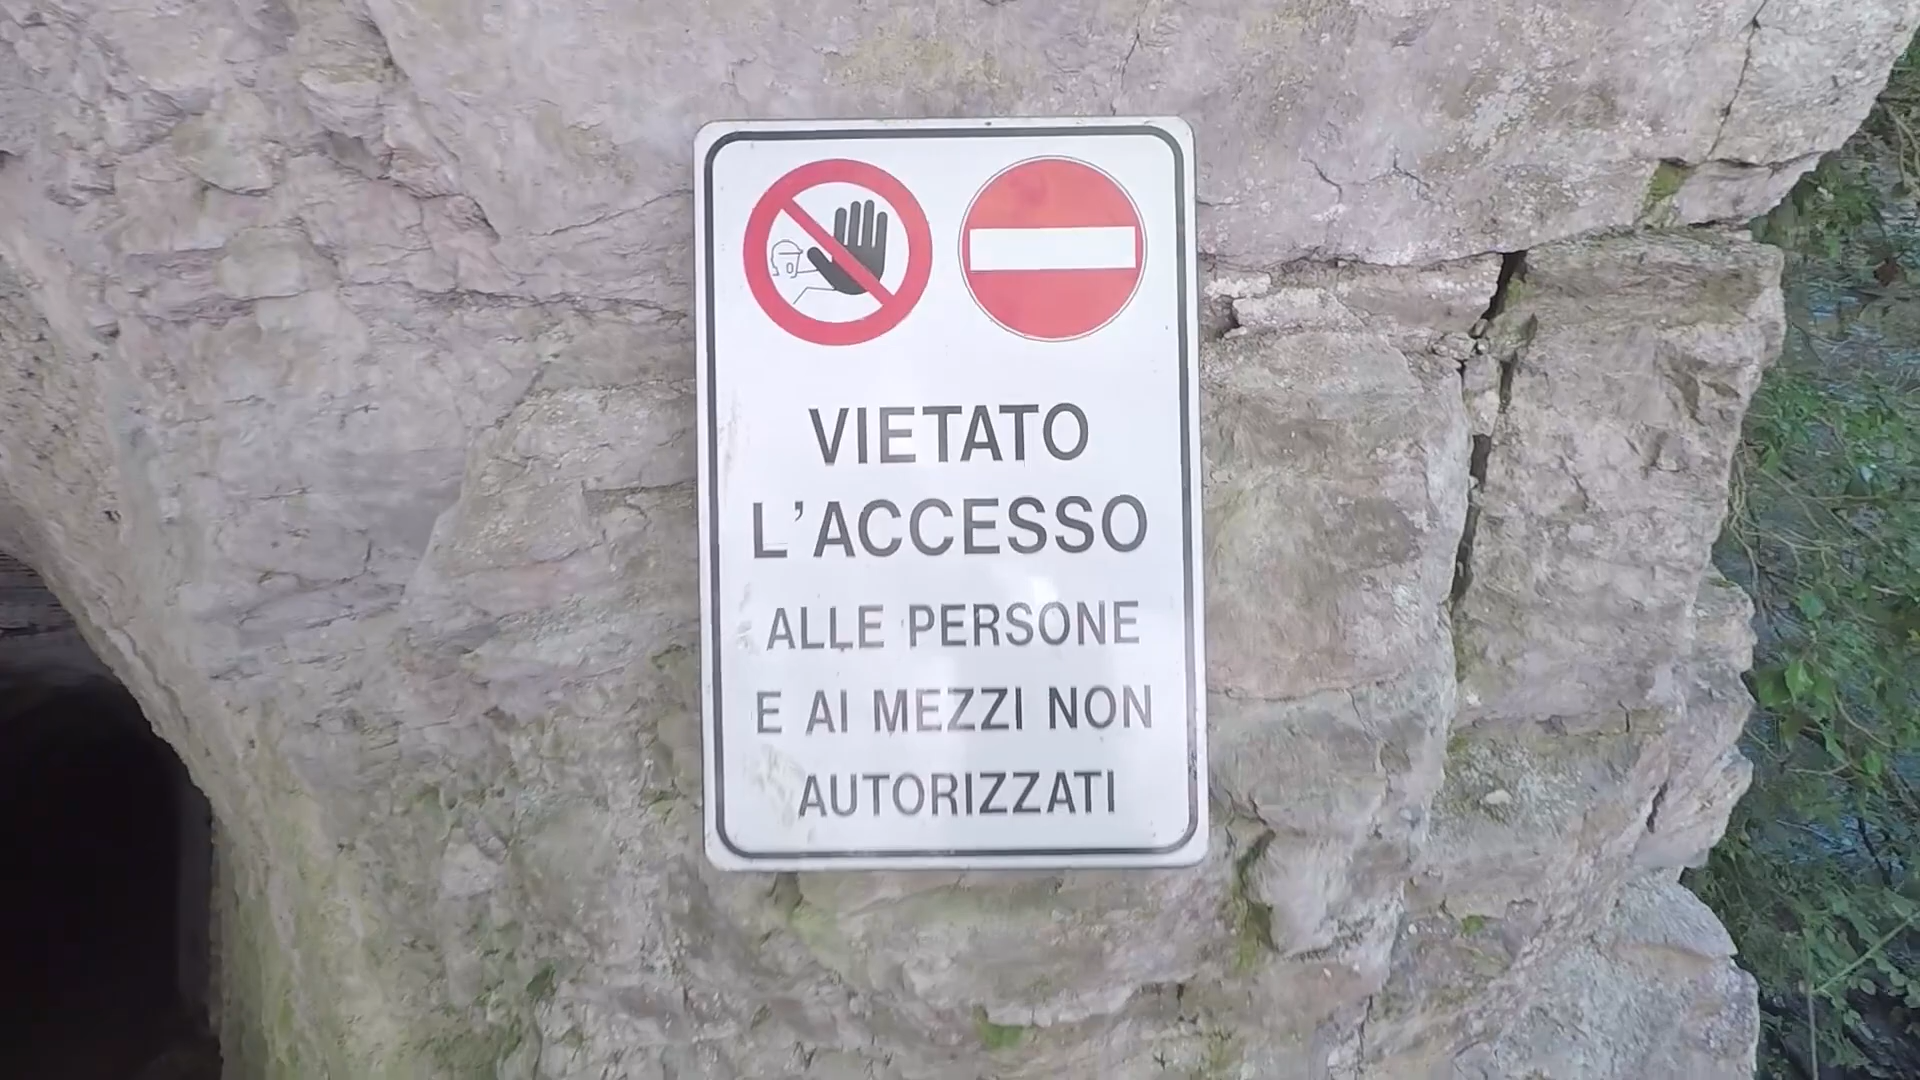 VIETATO
L'ACCESSO
ALLE PERSONE
E AI MEZZI NON
AUTORIZZATI